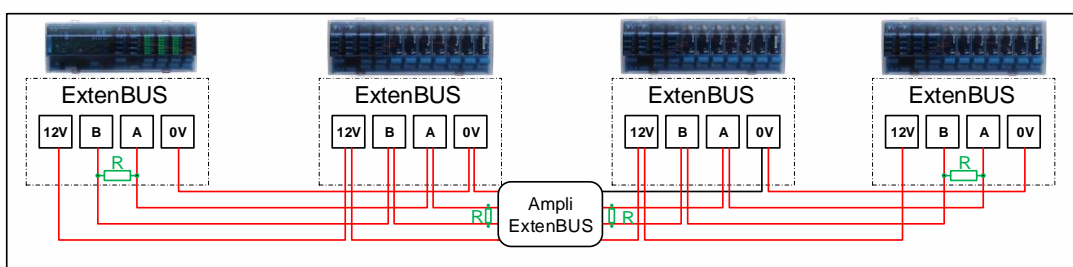 ExtenBUS ExtenBUS ExtenBUS ExtenBUS
12V B A 0V 12V B A 0V 12V B A 0V 12V B A 0V
R R
R Ampli R
ExtenBUS